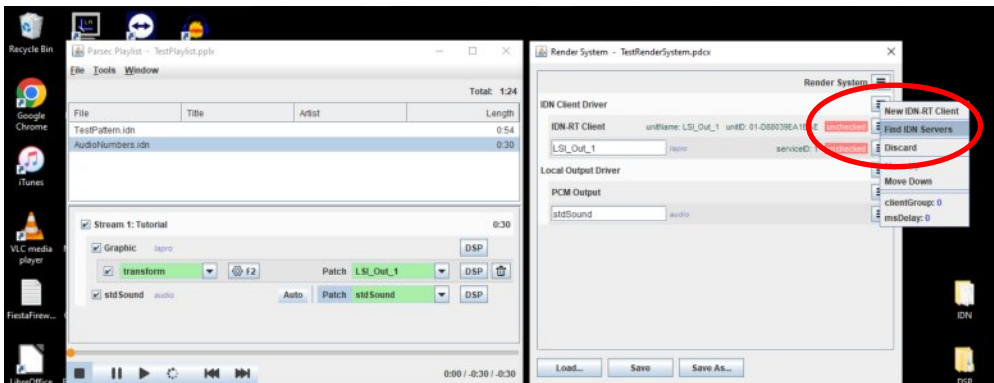 Recycle Bin
Google
Chrome
iTunes
VLC media
player
FiestaFirew...
LibreOffice
Parsec Playlist - TestPlaylist.pplx
File Tools Window
Total: 1:24
File Title Artist Length
TestPattern.idn 0:54
AudioNumbers.idn 0:30
Stream 1: Tutorial 0:30
Graphic lapro DSP
transform F2 Patch LSI_Out_1 DSP
stdSound audio Auto Patch stdSound DSP
0:00 / -0:30 / -0:30
Render System - TestRenderSystem.pdcx
Render System
IDN Client Driver
IDN-RT Client unitName: LSI_Out_1 unitID: unchecked
LSI_Out_1 lapro serviceID: 1 unchecked
Local Output Driver
PCM Output
stdSound audio
Load... Save Save As...
New IDN-RT Client
Find IDN Servers
Discard
Move Down
clientGroup: 0
msDelay: 0
IDN
DSP